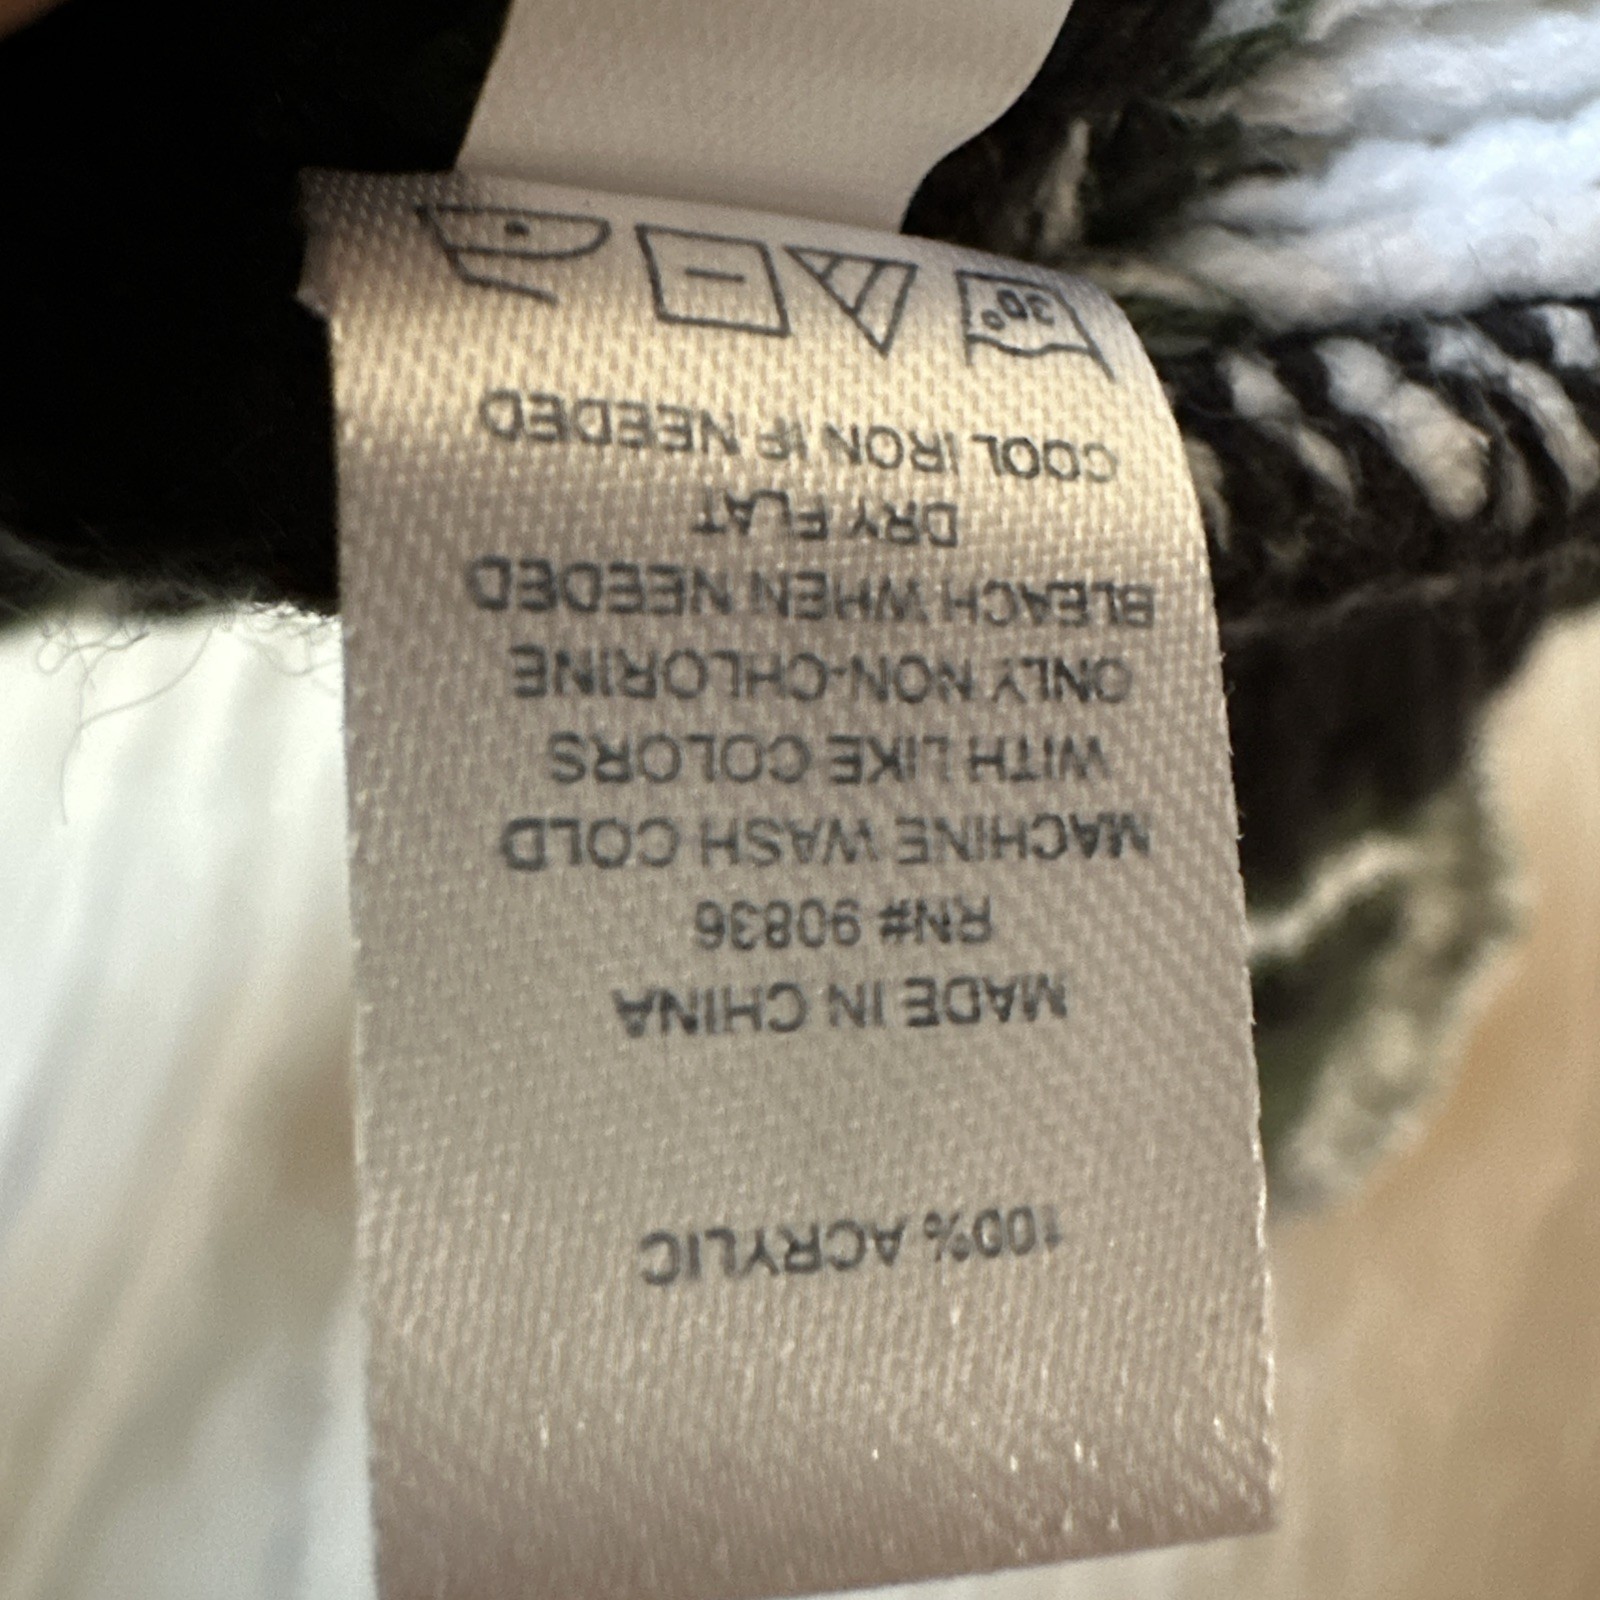 100% ACRYLIC
MADE IN CHINA
RN# 90836
MACHINE WASH COLD
WITH LIKE COLORS
ONLY NON-CHLORINE
BLEACH WHEN NEEDED
DRY FLAT
COOL IRON IF NEEDED
30°